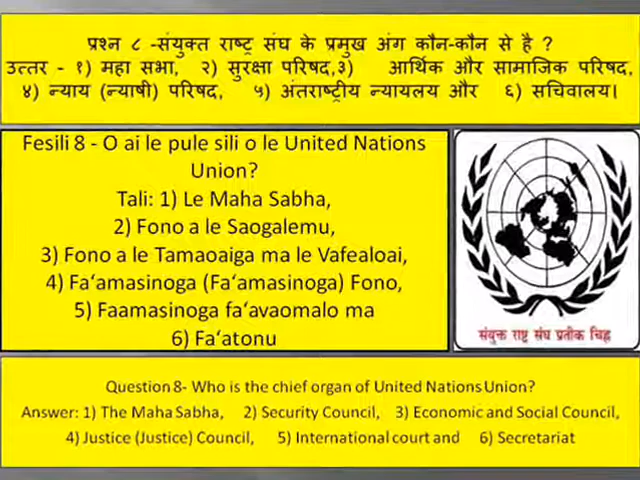 प्रश्न ८ -संयुक्त राष्ट्र संघ के प्रमुख अंग कौन-कौन से है ?
उत्तर - १) महा सभा, २) सुरक्षा परिषद,३) आर्थिक और सामाजिक परिषद,
४) न्याय (न्याषी) परिषद, ५) अंतराष्ट्रीय न्यायलय और ६) सचिवालय।
Fesili 8 - O ai le pule sili o le United Nations
Union?
Tali: 1) Le Maha Sabha,
2) Fono a le Saogalemu,
3) Fono a le Tamaoaiga ma le Vafealoai,
4) Fa‘amasinoga (Fa‘amasinoga) Fono,
5) Faamasinoga fa‘avaomalo ma
6) Fa‘atonu
संयुक्त राष्ट्र संघ प्रतीक चिह्न
Question 8- Who is the chief organ of United Nations Union?
Answer: 1) The Maha Sabha, 2) Security Council, 3) Economic and Social Council,
4) Justice (Justice) Council, 5) International court and 6) Secretariat